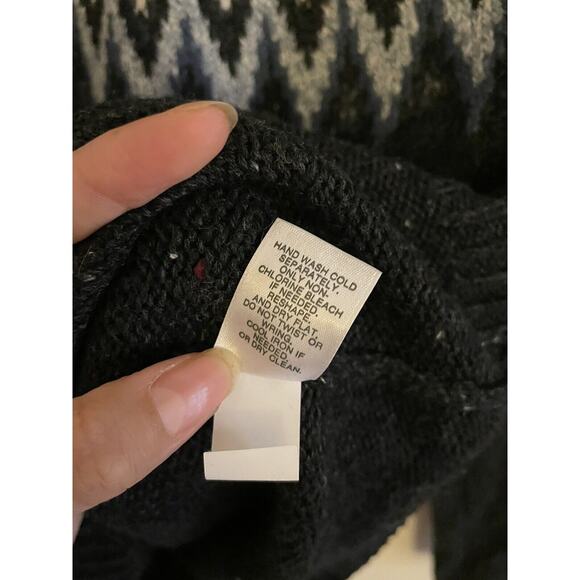 HAND WASH COLD
SEPARATELY.
ONLY NON-
CHLORINE BLEACH
IF NEEDED.
RESHAPE.
AND DRY FLAT.
DO NOT TWIST OR
WRING.
COOL IRON IF
NEEDED.
OR DRY CLEAN.